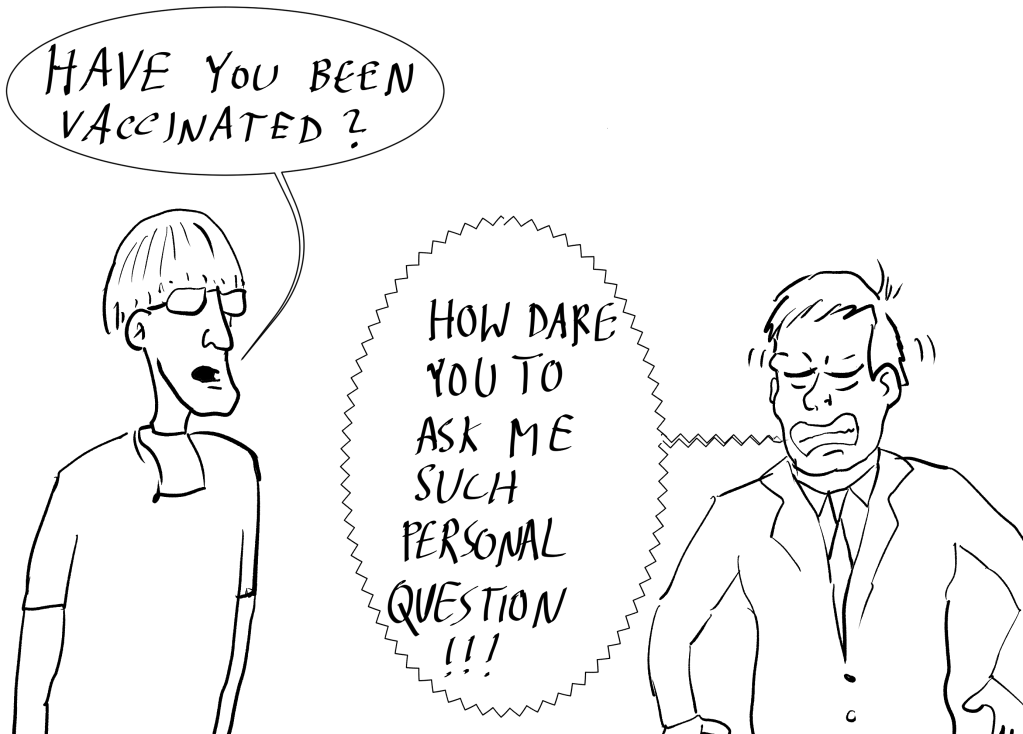 HAVE YOU BEEN
VACCINATED?
HOW DARE
YOU TO
ASK ME
SUCH
PERSONAL
QUESTION
!!!